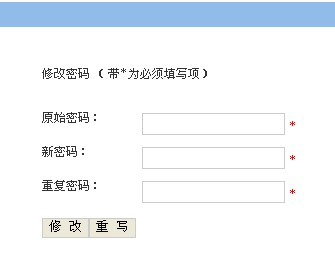 修改密码 （带*为必须填写项）
原始密码： *
新密码： *
重复密码： *
修 改 重 写